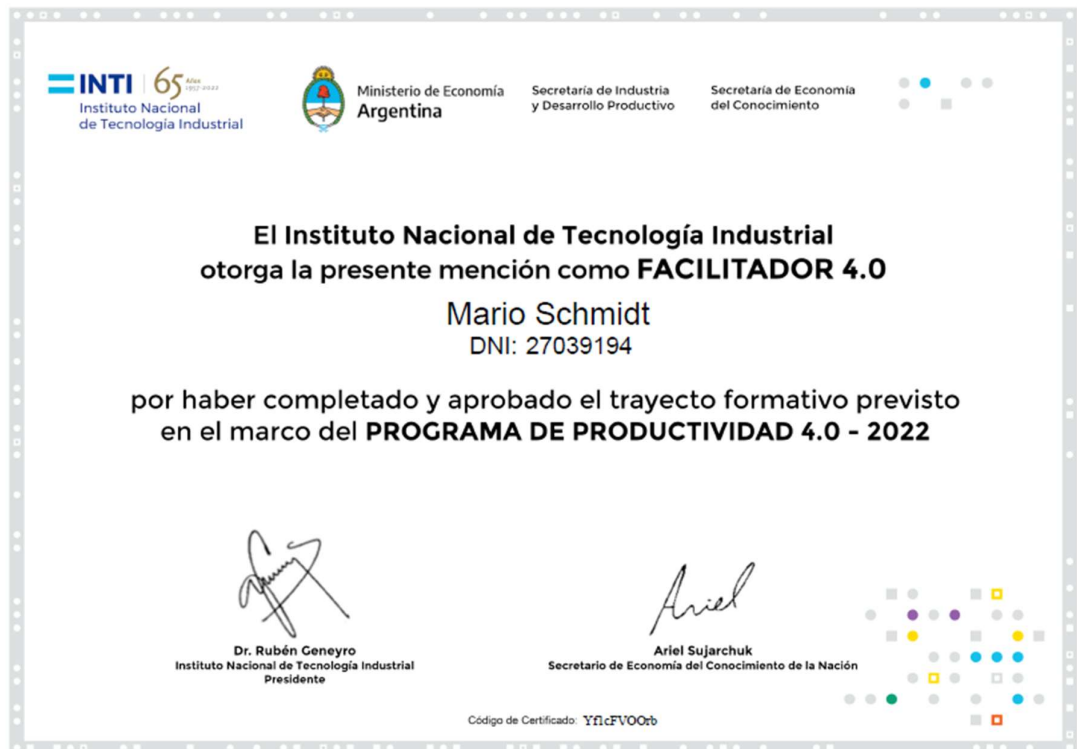 INTI 65 Años
1957-2022
Instituto Nacional
de Tecnología Industrial
Ministerio de Economía
Argentina
Secretaría de Industria
y Desarrollo Productivo
Secretaría de Economía
del Conocimiento
El Instituto Nacional de Tecnología Industrial
otorga la presente mención como FACILITADOR 4.0
Mario Schmidt
DNI: 27039194
por haber completado y aprobado el trayecto formativo previsto
en el marco del PROGRAMA DE PRODUCTIVIDAD 4.0 - 2022
Ariel
Dr. Rubén Geneyro
Instituto Nacional de Tecnología Industrial
Presidente
Ariel Sujarchuk
Secretario de Economía del Conocimiento de la Nación
Código de Certificado: